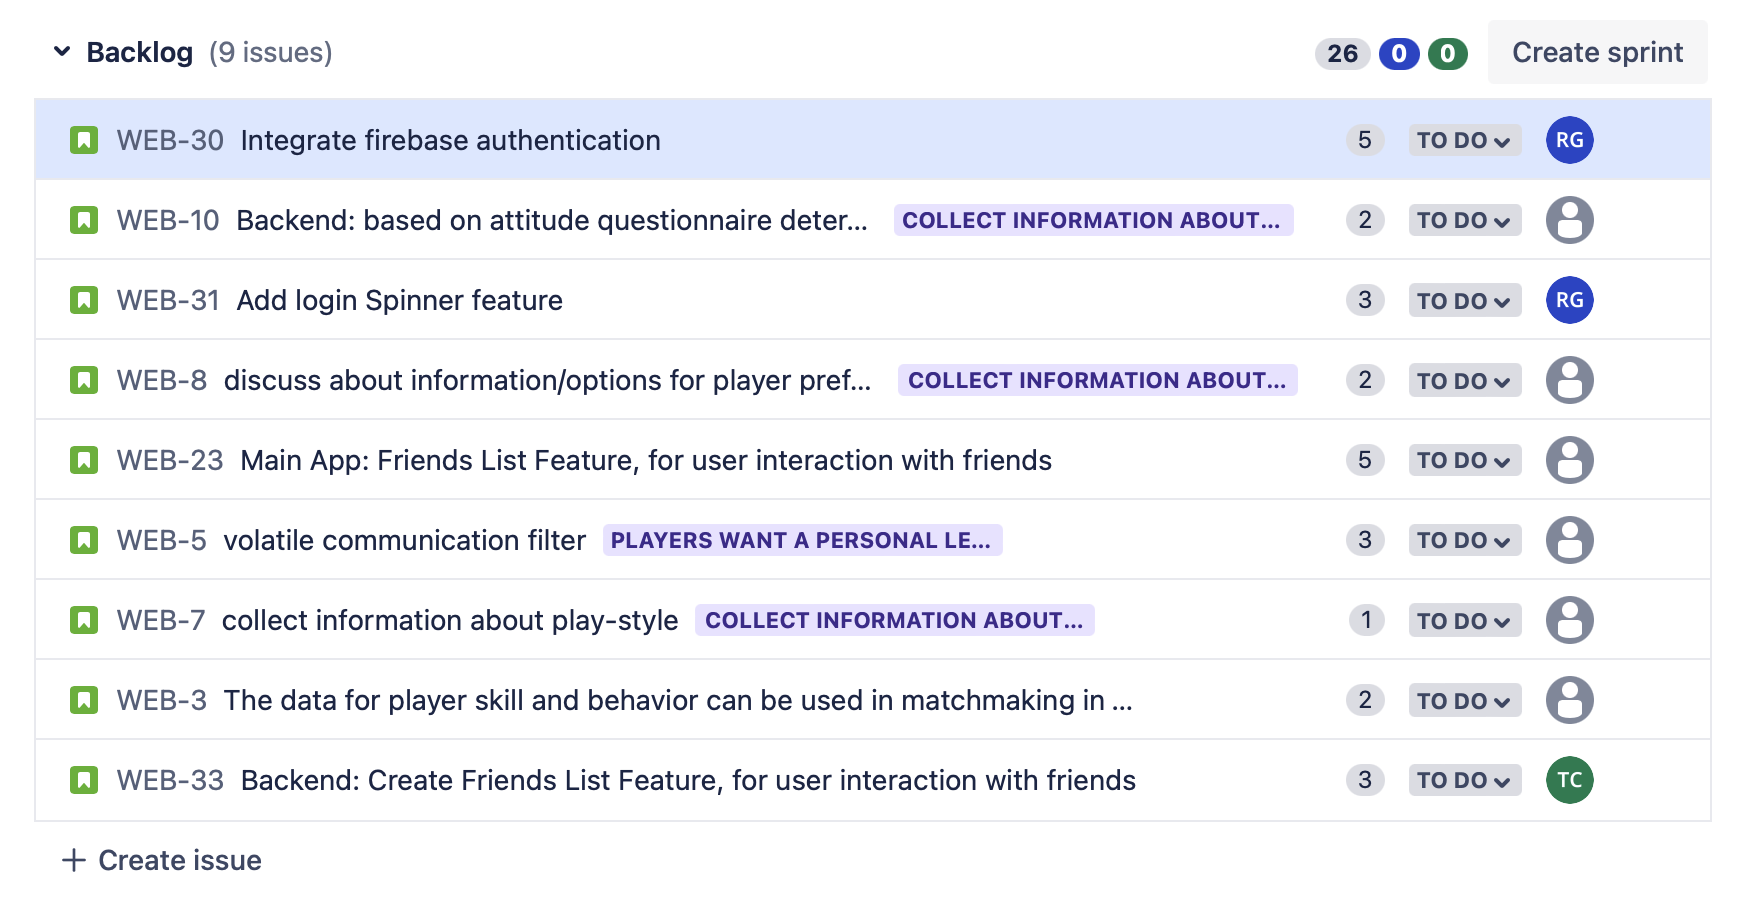 Backlog (9 issues) 26 0 0 Create sprint
WEB-30 Integrate firebase authentication 5 TO DO RG
WEB-10 Backend: based on attitude questionnaire deter... COLLECT INFORMATION ABOUT... 2 TO DO
WEB-31 Add login Spinner feature 3 TO DO RG
WEB-8 discuss about information/options for player pref... COLLECT INFORMATION ABOUT... 2 TO DO
WEB-23 Main App: Friends List Feature, for user interaction with friends 5 TO DO
WEB-5 volatile communication filter PLAYERS WANT A PERSONAL LE... 3 TO DO
WEB-7 collect information about play-style COLLECT INFORMATION ABOUT... 1 TO DO
WEB-3 The data for player skill and behavior can be used in matchmaking in ... 2 TO DO
WEB-33 Backend: Create Friends List Feature, for user interaction with friends 3 TO DO TC
+ Create issue